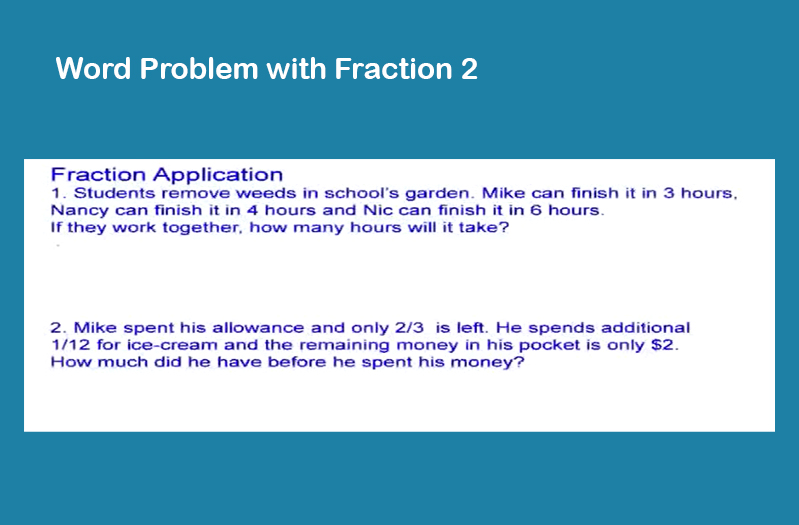 Word Problem with Fraction 2
Fraction Application
1. Students remove weeds in school's garden. Mike can finish it in 3 hours,
Nancy can finish it in 4 hours and Nic can finish it in 6 hours.
If they work together, how many hours will it take?
2. Mike spent his allowance and only 2/3 is left. He spends additional
1/12 for ice-cream and the remaining money in his pocket is only $2.
How much did he have before he spent his money?